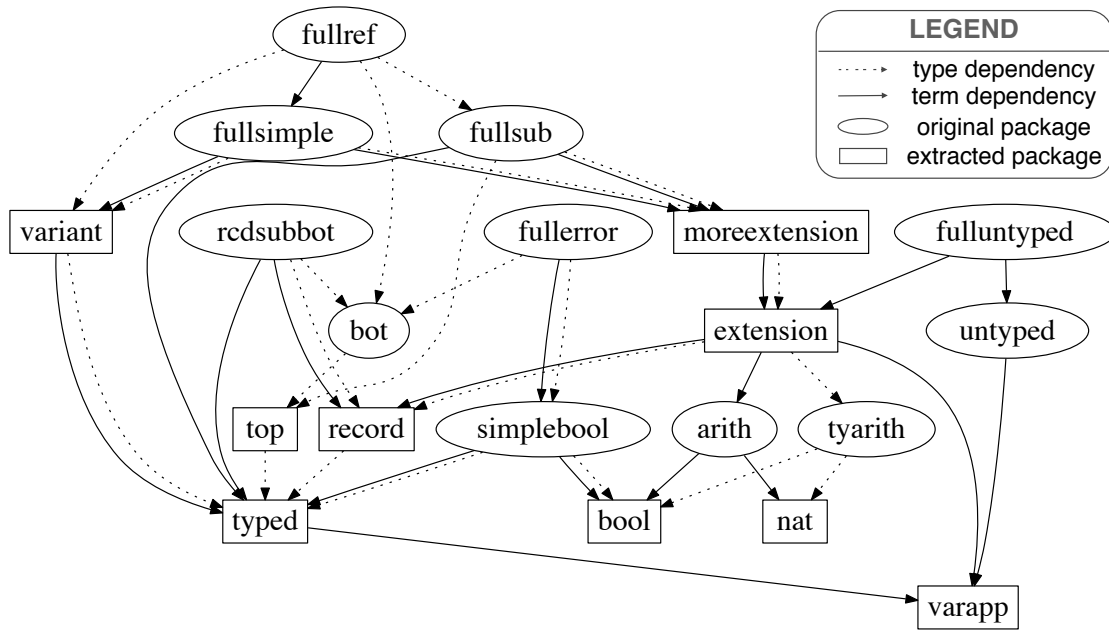 fullref
LEGEND
type dependency
term dependency
original package
extracted package
fullsimple
fullsub
variant
rcdsubbot
fullerror
moreextension
fulluntyped
bot
extension
untyped
top
record
simplebool
arith
tyarith
typed
bool
nat
varapp